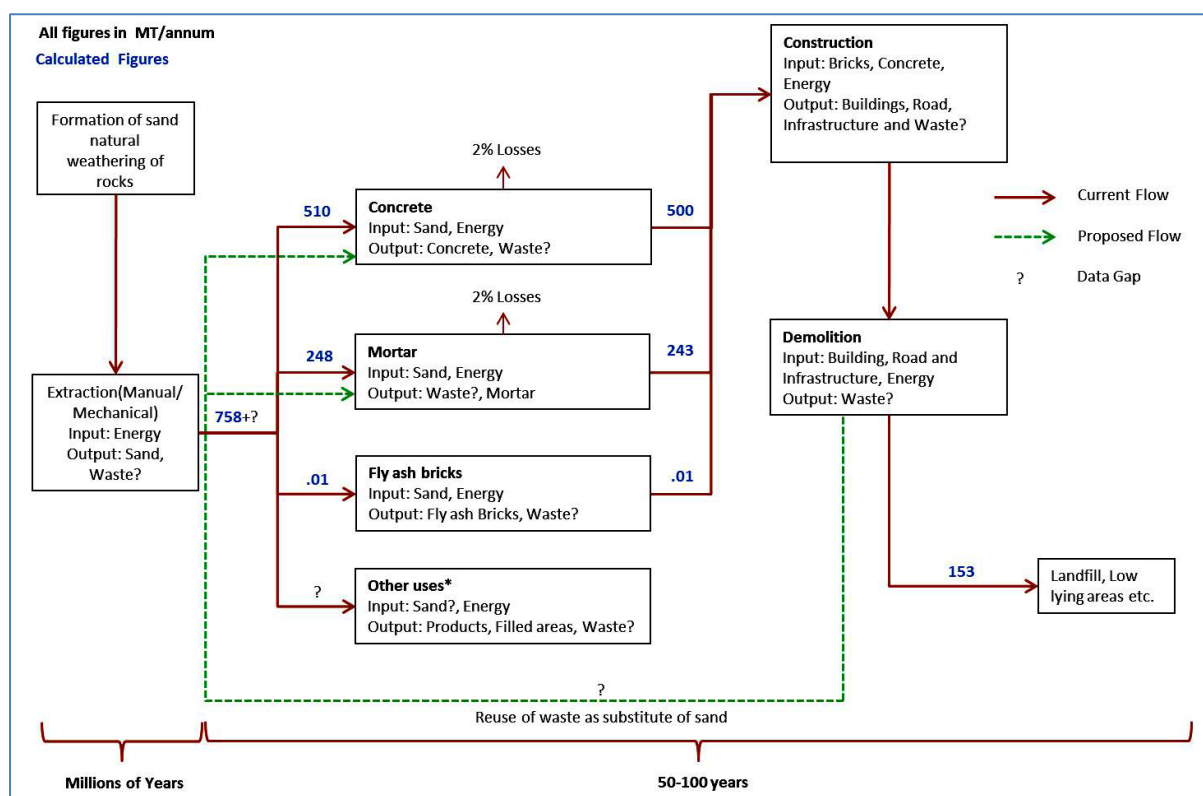 All figures in MT/annum
Calculated Figures
Formation of sand
natural
weathering of
rocks
Extraction(Manual/
Mechanical)
Input: Energy
Output: Sand,
Waste?
758+?
510
248
.01
?
2% Losses
Concrete
Input: Sand, Energy
Output: Concrete, Waste?
2% Losses
Mortar
Input: Sand, Energy
Output: Waste?, Mortar
Fly ash bricks
Input: Sand, Energy
Output: Fly ash Bricks, Waste?
Other uses*
Input: Sand?, Energy
Output: Products, Filled areas, Waste?
500
243
.01
Construction
Input: Bricks, Concrete,
Energy
Output: Buildings, Road,
Infrastructure and Waste?
Current Flow
Proposed Flow
? Data Gap
Demolition
Input: Building, Road and
Infrastructure, Energy
Output: Waste?
153
Landfill, Low
lying areas etc.
?
Reuse of waste as substitute of sand
Millions of Years
50-100 years